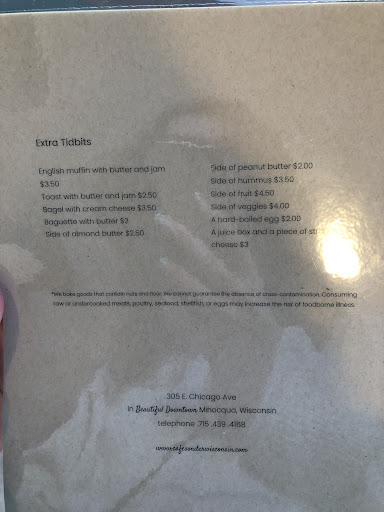 Extra Tidbits
English muffin with butter and jam
$3.50
Toast with butter and jam $2.50
Bagel with cream cheese $3.50
Baguette with butter $3
Side of almond butter $2.50
Side of peanut butter $2.00
Side of hummus $3.50
Side of fruit $4.50
Side of veggies $4.00
A hard-boiled egg $2.00
A juice box and a piece of
cheese $3
*We bake goods that contain nuts and flour. We cannot guarantee the absence of cross-contamination. Consuming
raw or undercooked meats, poultry, seafood, shellfish, or eggs may increase the risk of foodborne illness.
305 E. Chicago Ave
in Beautiful Downtown Minocqua, Wisconsin
telephone .715 .439 .4168